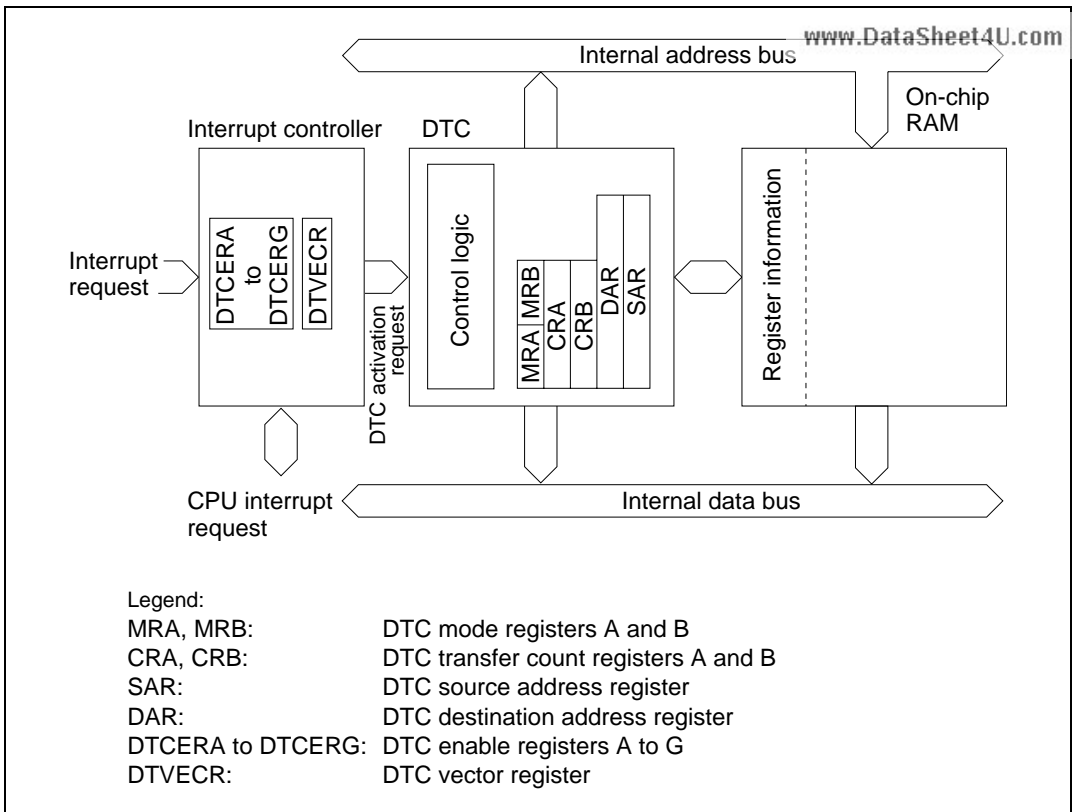 www.DataSheet4U.com
Internal address bus
On-chip
RAM
Interrupt controller
DTC
Interrupt
request
DTCERA
to
DTCERG
DTVECR
DTC activation
request
Control logic
MRA
MRB
CRA
CRB
DAR
SAR
Register information
CPU interrupt
request
Internal data bus
Legend:
MRA, MRB: DTC mode registers A and B
CRA, CRB: DTC transfer count registers A and B
SAR: DTC source address register
DAR: DTC destination address register
DTCERA to DTCERG: DTC enable registers A to G
DTVECR: DTC vector register